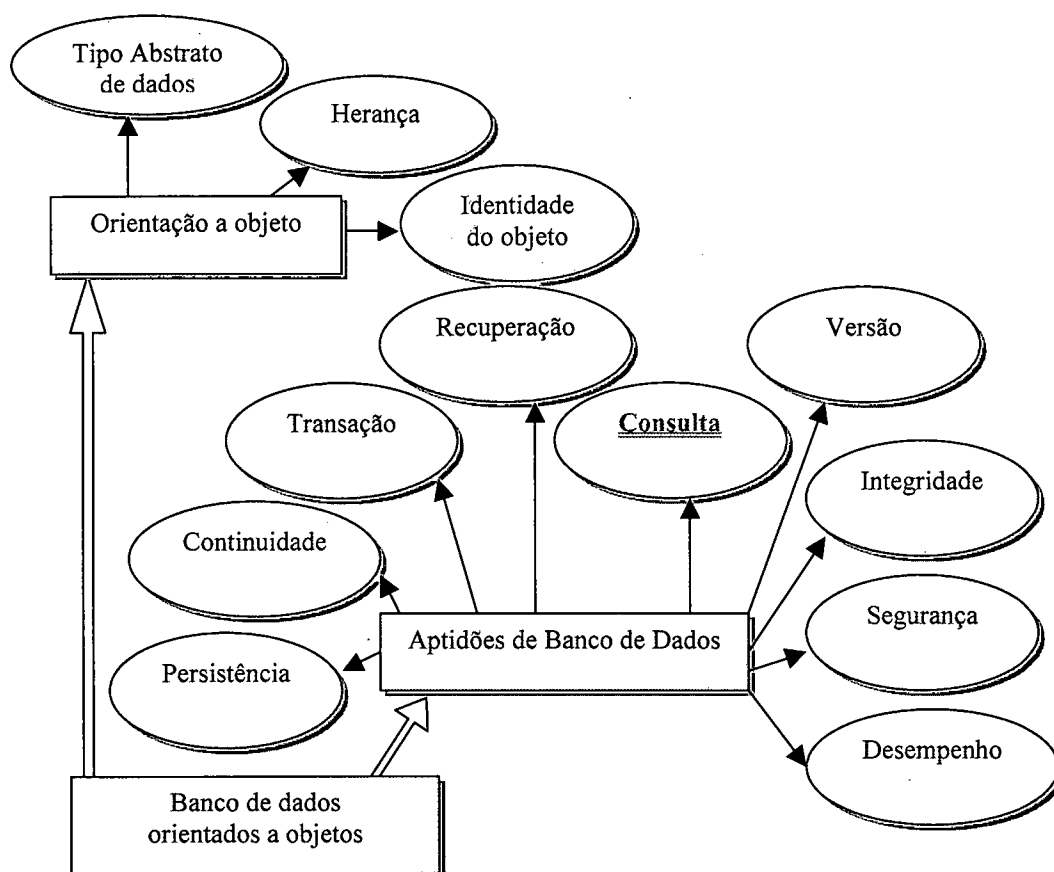 Tipo Abstrato
de dados
Herança
Orientação a objeto
Identidade
do objeto
Recuperação
Versão
Transação
Consulta
Integridade
Continuidade
Segurança
Aptidões de Banco de Dados
Persistência
Desempenho
Banco de dados
orientados a objetos